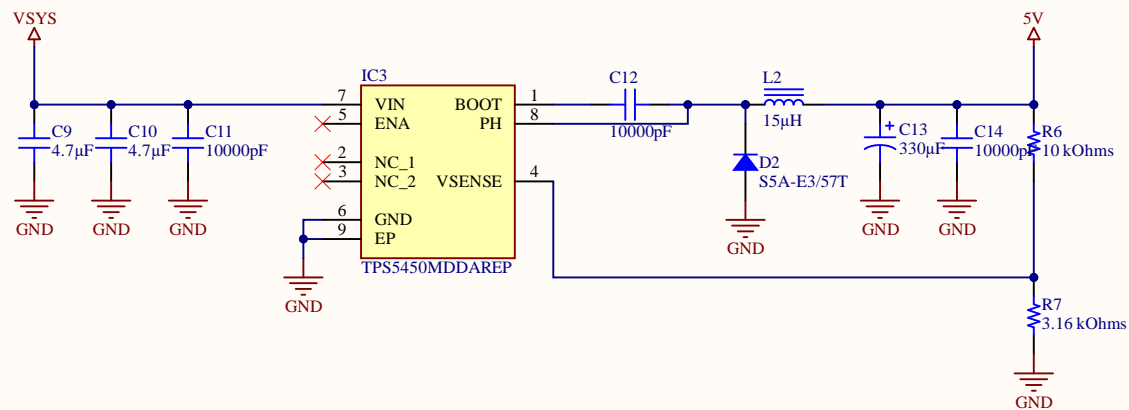 VSYS
5V
IC3
7 VIN BOOT 1
5 ENA PH 8
2 NC_1
3 NC_2 VSENSE 4
6 GND
9 EP
TPS5450MDDAREP
C9
4.7µF
C10
4.7µF
C11
10000pF
GND
GND
GND
GND
C12
10000pF
L2
15µH
D2
S5A-E3/57T
GND
C13
330µF
C14
10000pF
GND
GND
R6
10 kOhms
R7
3.16 kOhms
GND